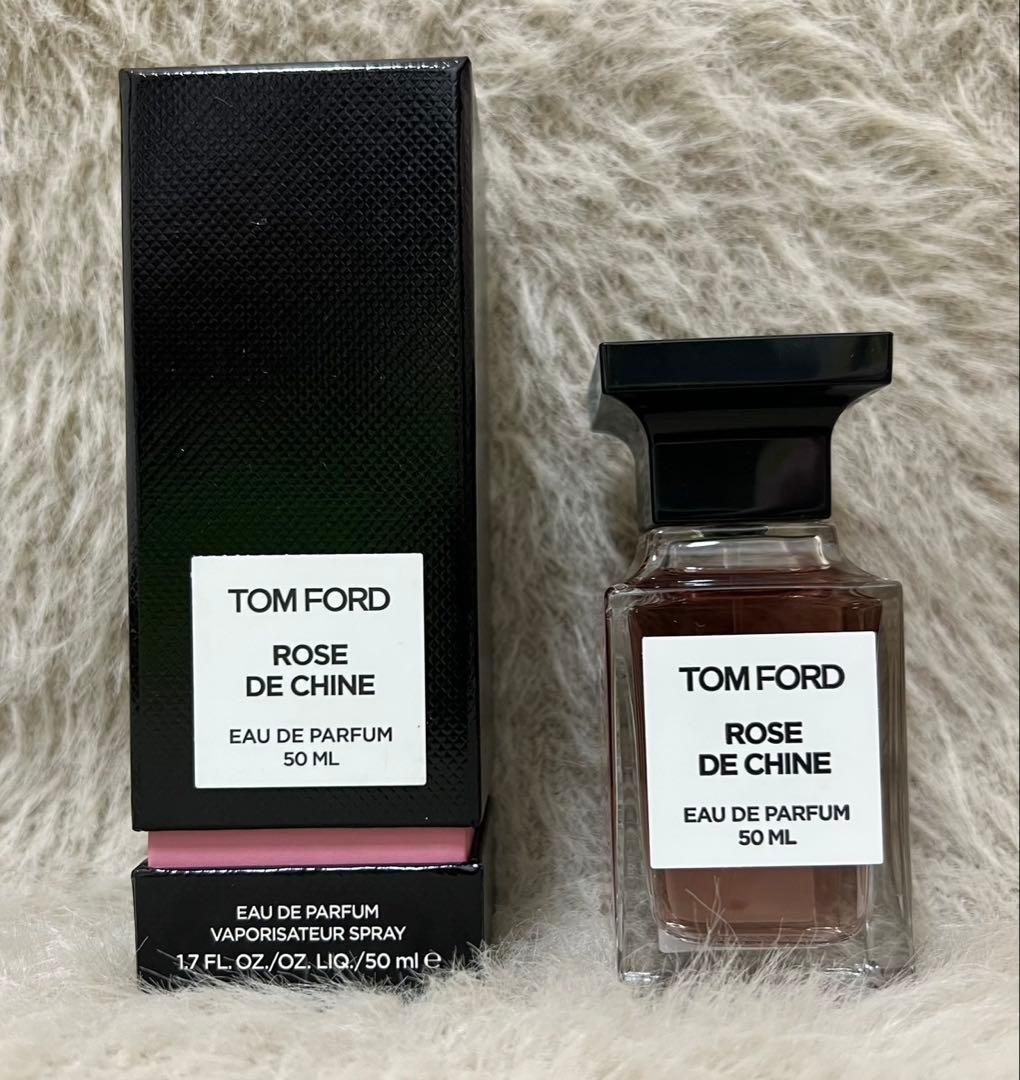 TOM FORD
ROSE
DE CHINE
EAU DE PARFUM
50 ML
EAU DE PARFUM
VAPORISATEUR SPRAY
1.7 FL. OZ./OZ. LIQ./50 ml ℮
TOM FORD
ROSE
DE CHINE
EAU DE PARFUM
50 ML